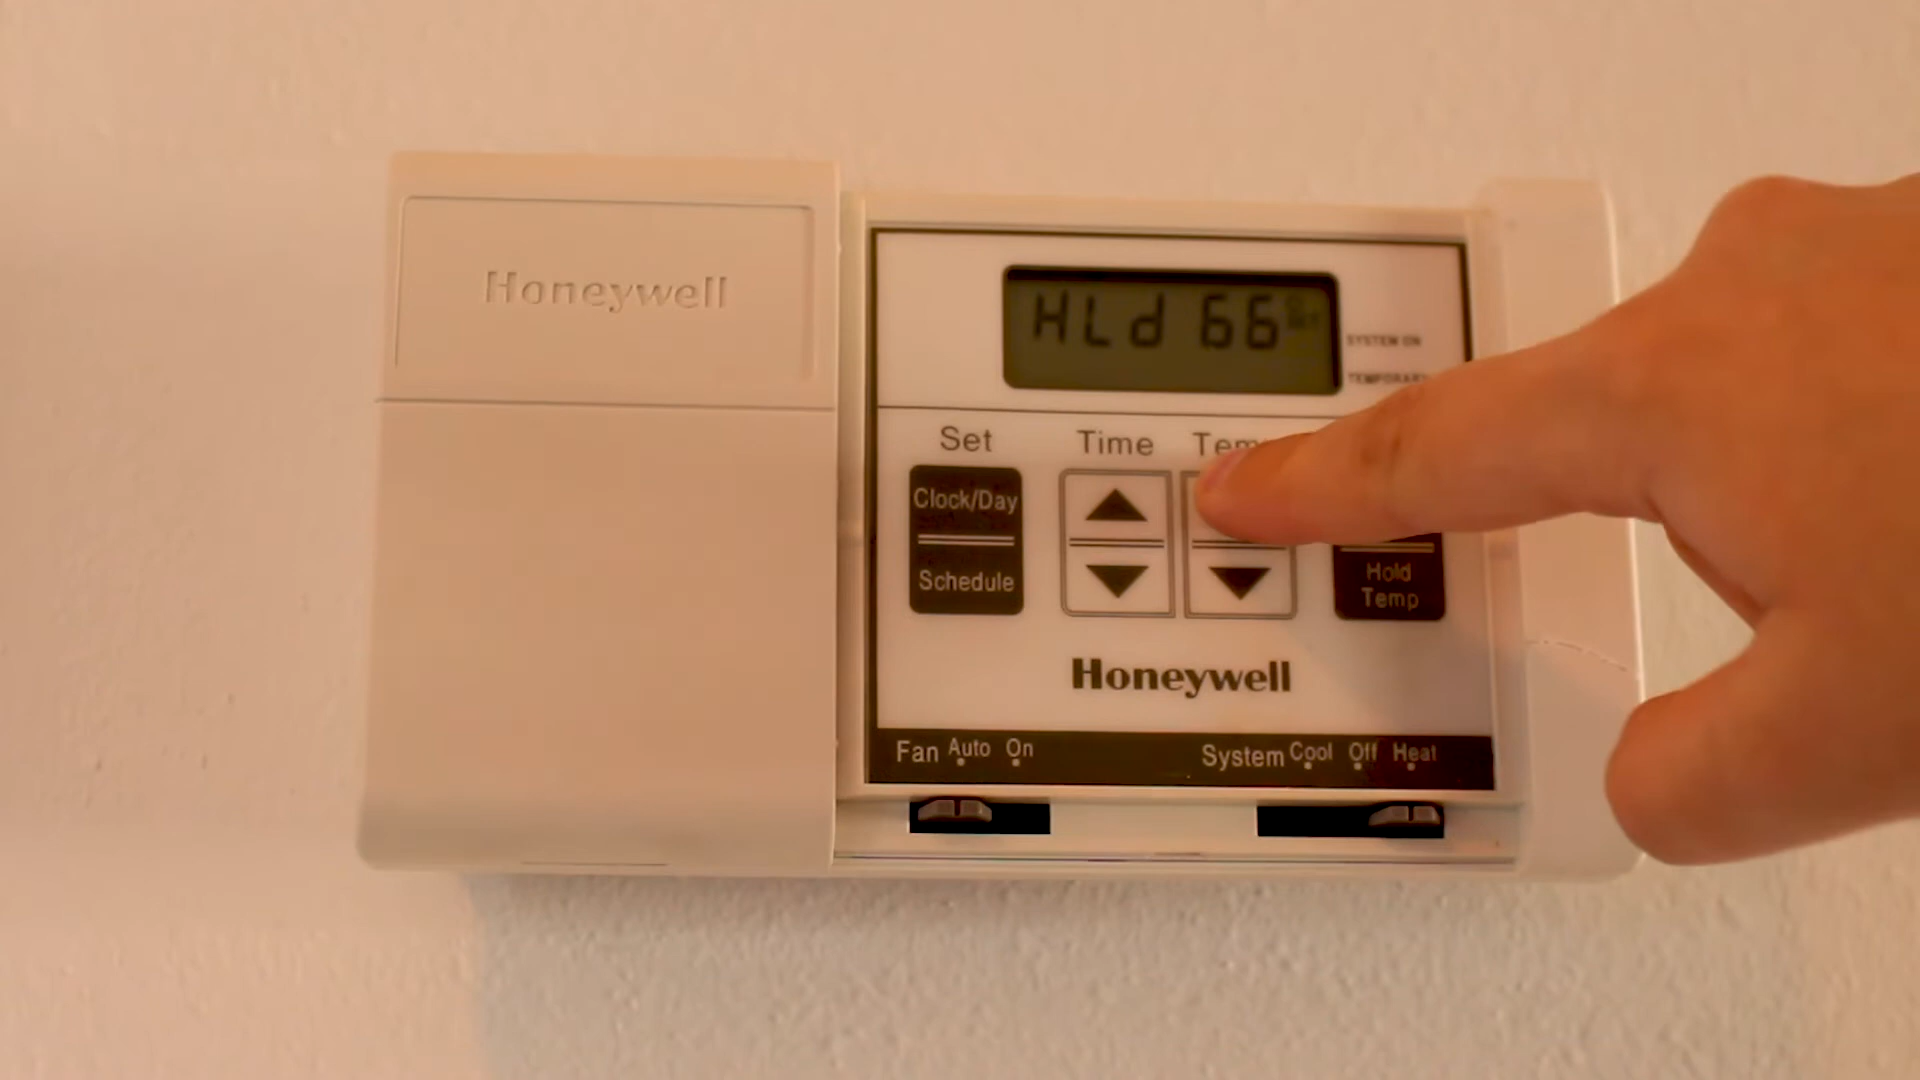 Honeywell
HLd 66°
SYSTEM ON
TEMPORARY
Set
Time
Clock/Day
Schedule
Hold
Temp
Honeywell
Fan Auto On
System Cool Off Heat